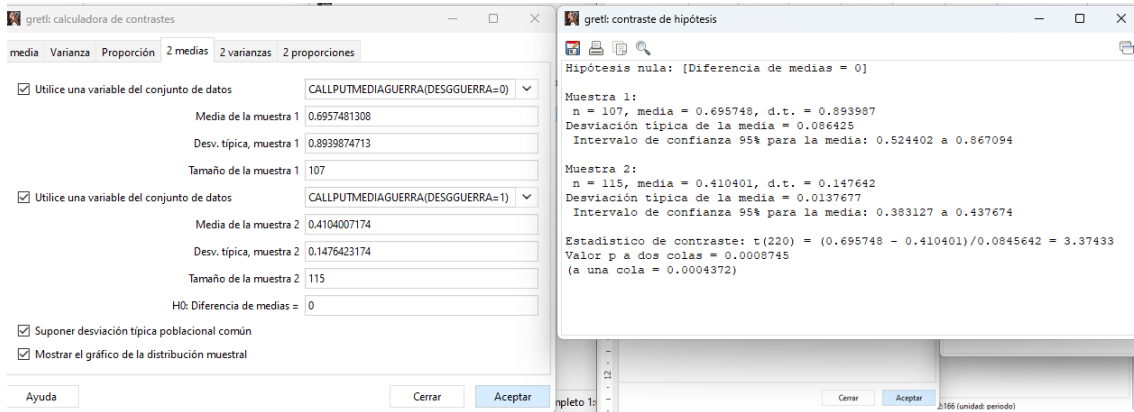 gretl: calculadora de contrastes
media Varianza Proporción 2 medias 2 varianzas 2 proporciones
Utilice una variable del conjunto de datos CALLPUTMEDIAGUERRA(DESGGUERRA=0)
Media de la muestra 1 0.6957481308
Desv. típica, muestra 1 0.8939874713
Tamaño de la muestra 1 107
Utilice una variable del conjunto de datos CALLPUTMEDIAGUERRA(DESGGUERRA=1)
Media de la muestra 2 0.4104007174
Desv. típica, muestra 2 0.1476423174
Tamaño de la muestra 2 115
H0: Diferencia de medias = 0
Suponer desviación típica poblacional común
Mostrar el gráfico de la distribución muestral
Ayuda Cerrar Aceptar
gretl: contraste de hipótesis
Hipótesis nula: [Diferencia de medias = 0]
Muestra 1:
n = 107, media = 0.695748, d.t. = 0.893987
Desviación típica de la media = 0.086425
Intervalo de confianza 95% para la media: 0.524402 a 0.867094
Muestra 2:
n = 115, media = 0.410401, d.t. = 0.147642
Desviación típica de la media = 0.0137677
Intervalo de confianza 95% para la media: 0.383127 a 0.437674
Estadístico de contraste: t(220) = (0.695748 - 0.410401)/0.0845642 = 3.37433
Valor p a dos colas = 0.0008745
(a una cola = 0.0004372)
npleto 1:
12
Cerrar Aceptar
2:166 (unidad: periodo)